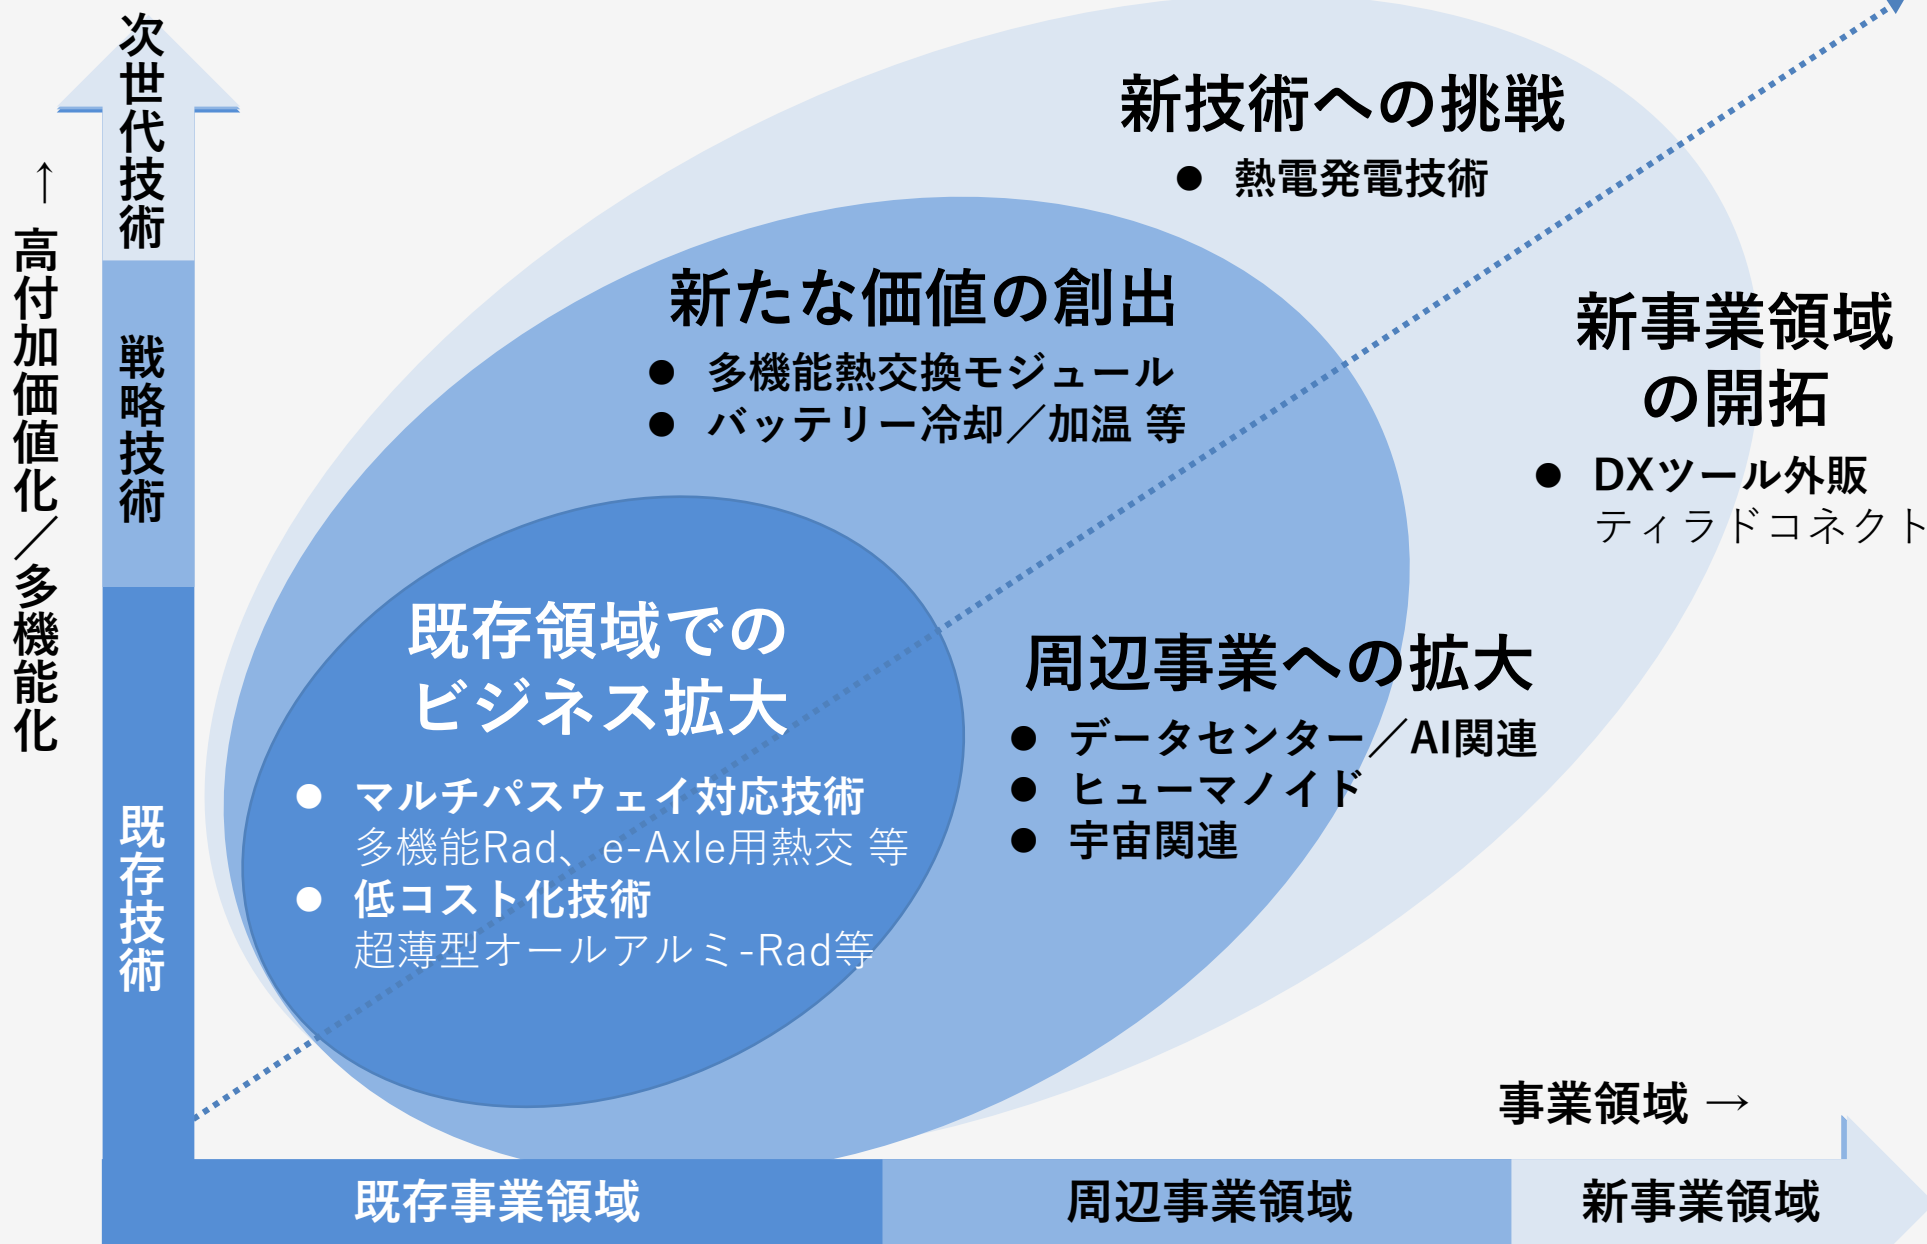 次世代技術
戦略技術
既存技術
↑ 高付加価値化／多機能化
新技術への挑戦
● 熱電発電技術
新たな価値の創出
● 多機能熱交換モジュール
● バッテリー冷却／加温 等
新事業領域
の開拓
● DXツール外販
ティラドコネクト
既存領域での
ビジネス拡大
● マルチパスウェイ対応技術
多機能Rad、e-Axle用熱交 等
● 低コスト化技術
超薄型オールアルミ-Rad等
周辺事業への拡大
● データセンター／AI関連
● ヒューマノイド
● 宇宙関連
事業領域 →
既存事業領域
周辺事業領域
新事業領域